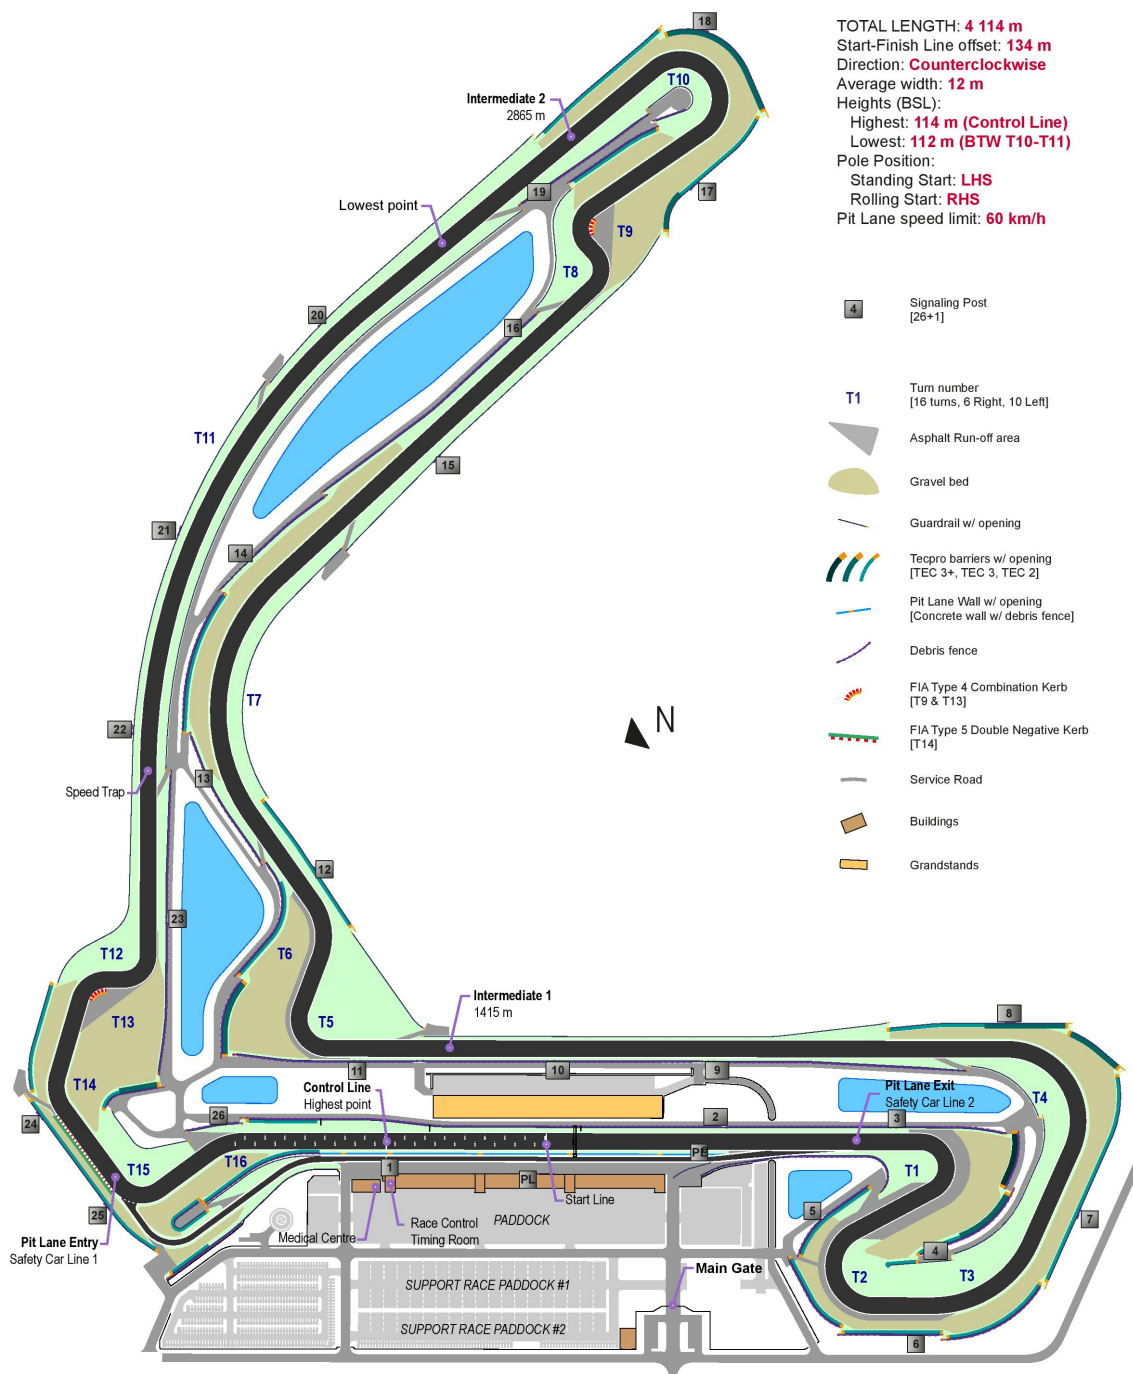 TOTAL LENGTH: 4 114 m
Start-Finish Line offset: 134 m
Direction: Counterclockwise
Average width: 12 m
Heights (BSL):
Highest: 114 m (Control Line)
Lowest: 112 m (BTW T10-T11)
Pole Position:
Standing Start: LHS
Rolling Start: RHS
Pit Lane speed limit: 60 km/h
4
Signaling Post
[26+1]
T1
Turn number
[16 turns, 6 Right, 10 Left]
Asphalt Run-off area
Gravel bed
Guardrail w/ opening
Tecpro barriers w/ opening
[TEC 3+, TEC 3, TEC 2]
Pit Lane Wall w/ opening
[Concrete wall w/ debris fence]
Debris fence
FIA Type 4 Combination Kerb
[T9 & T13]
FIA Type 5 Double Negative Kerb
[T14]
Service Road
Buildings
Grandstands
18
T10
Intermediate 2
2865 m
19
17
Lowest point
T9
T8
20
16
T11
15
21
14
T7
N
22
13
Speed Trap
12
23
T12
T6
Intermediate 1
1415 m
T13
T5
8
11
10
9
T14
Control Line
Highest point
Pit Lane Exit
Safety Car Line 2
T4
24
26
2
3
T15
T16
1
PE
T1
PL
Start Line
25
5
7
Pit Lane Entry
Safety Car Line 1
Medical Centre
Race Control
Timing Room
PADDOCK
4
Main Gate
T2
T3
SUPPORT RACE PADDOCK #1
SUPPORT RACE PADDOCK #2
6